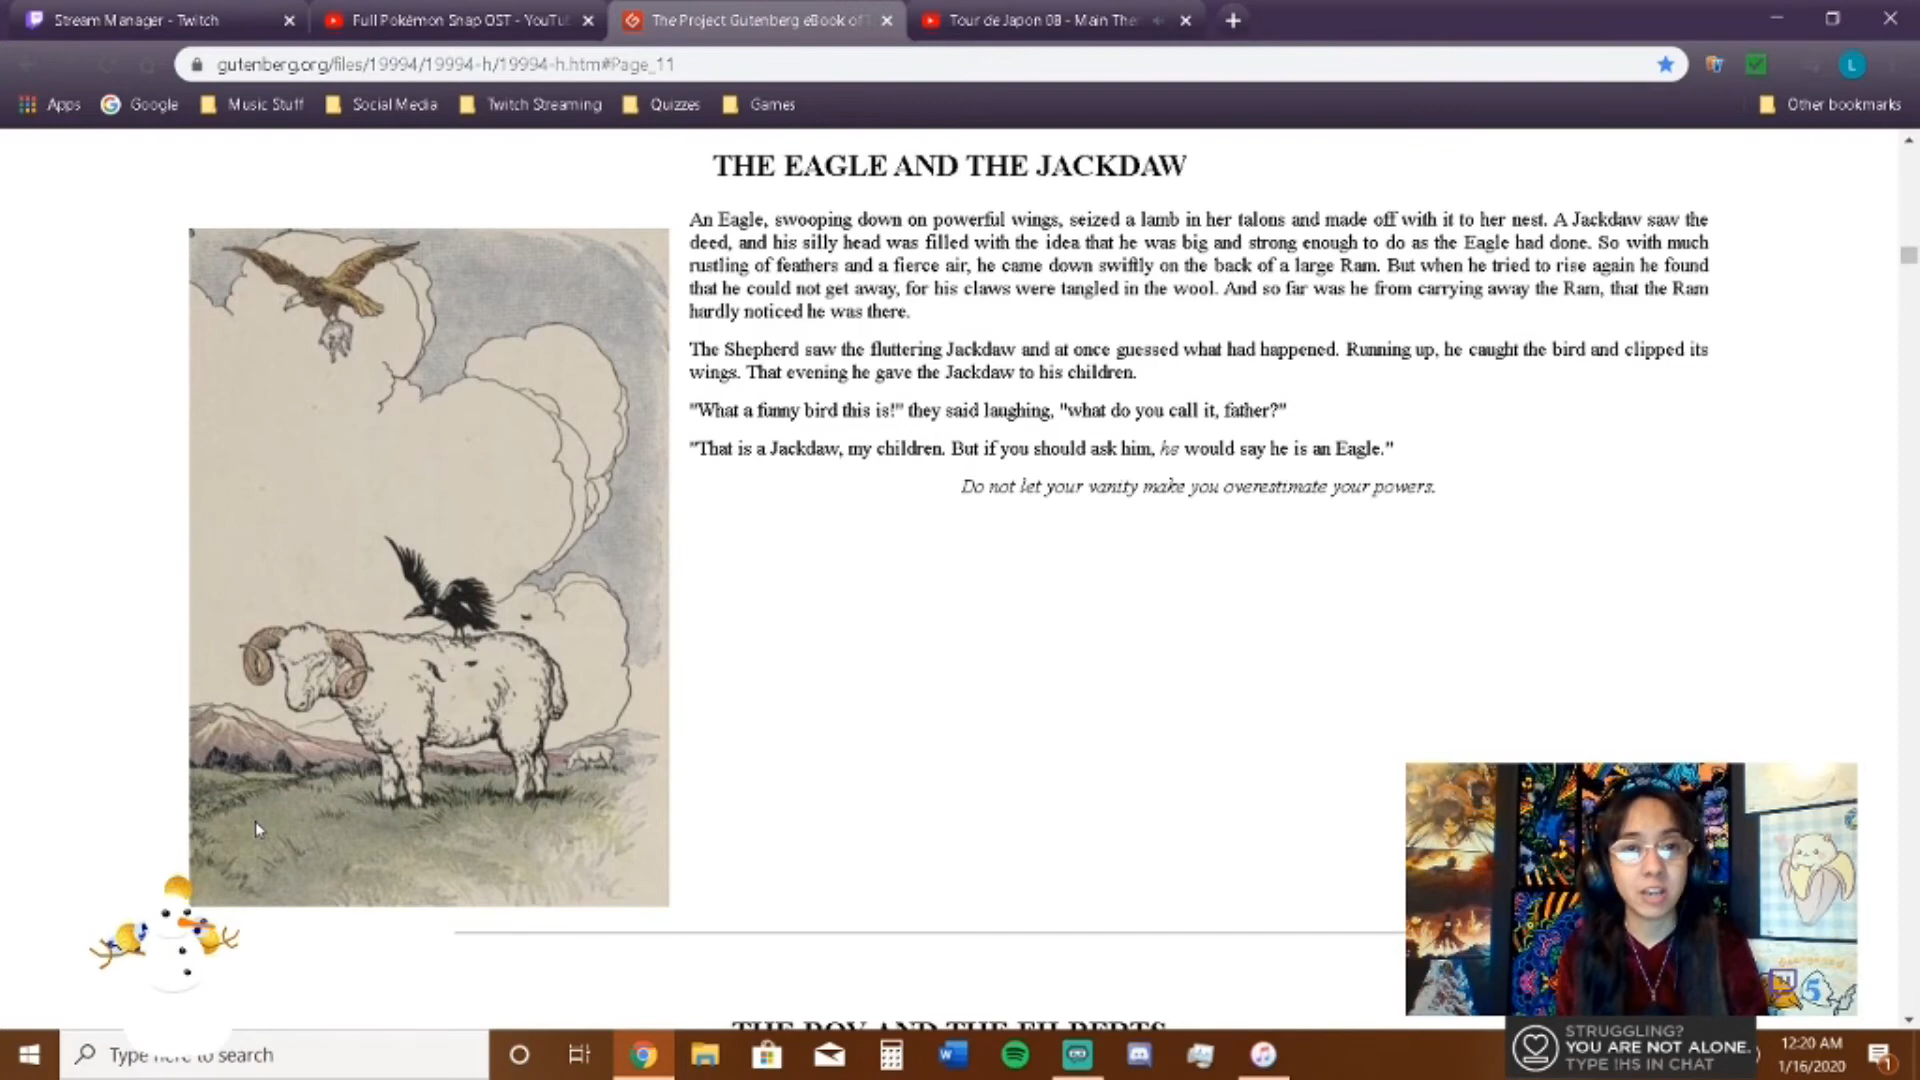 Stream Manager - Twitch
Full Pokémon Snap OST - YouTu
The Project Gutenberg eBook of T
Tour de Japon 08 - Main The
gutenberg.org/files/19994/19994-h/19994-h.htm#Page_11
L
Apps
Google
Music Stuff
Social Media
Twitch Streaming
Quizzes
Games
Other bookmarks
THE EAGLE AND THE JACKDAW
An Eagle, swooping down on powerful wings, seized a lamb in her talons and made off with it to her nest. A Jackdaw saw the
deed, and his silly head was filled with the idea that he was big and strong enough to do as the Eagle had done. So with much
rustling of feathers and a fierce air, he came down swiftly on the back of a large Ram. But when he tried to rise again he found
that he could not get away, for his claws were tangled in the wool. And so far was he from carrying away the Ram, that the Ram
hardly noticed he was there.
The Shepherd saw the fluttering Jackdaw and at once guessed what had happened. Running up, he caught the bird and clipped its
wings. That evening he gave the Jackdaw to his children.
"What a funny bird this is!" they said laughing, "what do you call it, father?"
"That is a Jackdaw, my children. But if you should ask him, he would say he is an Eagle."
Do not let your vanity make you overestimate your powers.
5
THE BOY AND THE FILBERTS
Type here to search
STRUGGLING?
YOU ARE NOT ALONE.
TYPE !HS IN CHAT
12:20 AM
1/16/2020
1